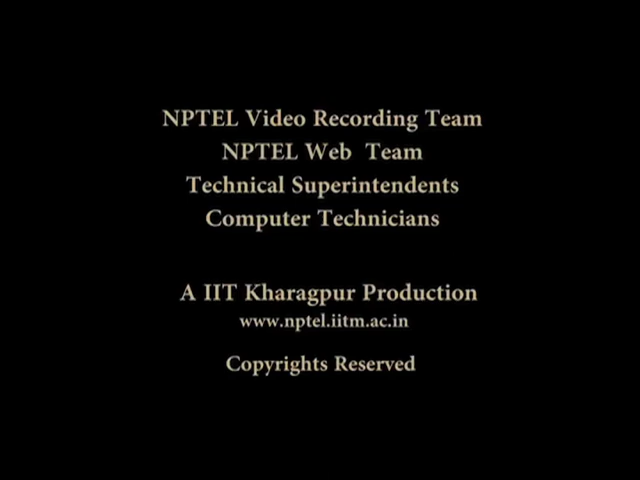 NPTEL Video Recording Team
NPTEL Web Team
Technical Superintendents
Computer Technicians
A IIT Kharagpur Production
www.nptel.iitm.ac.in
Copyrights Reserved